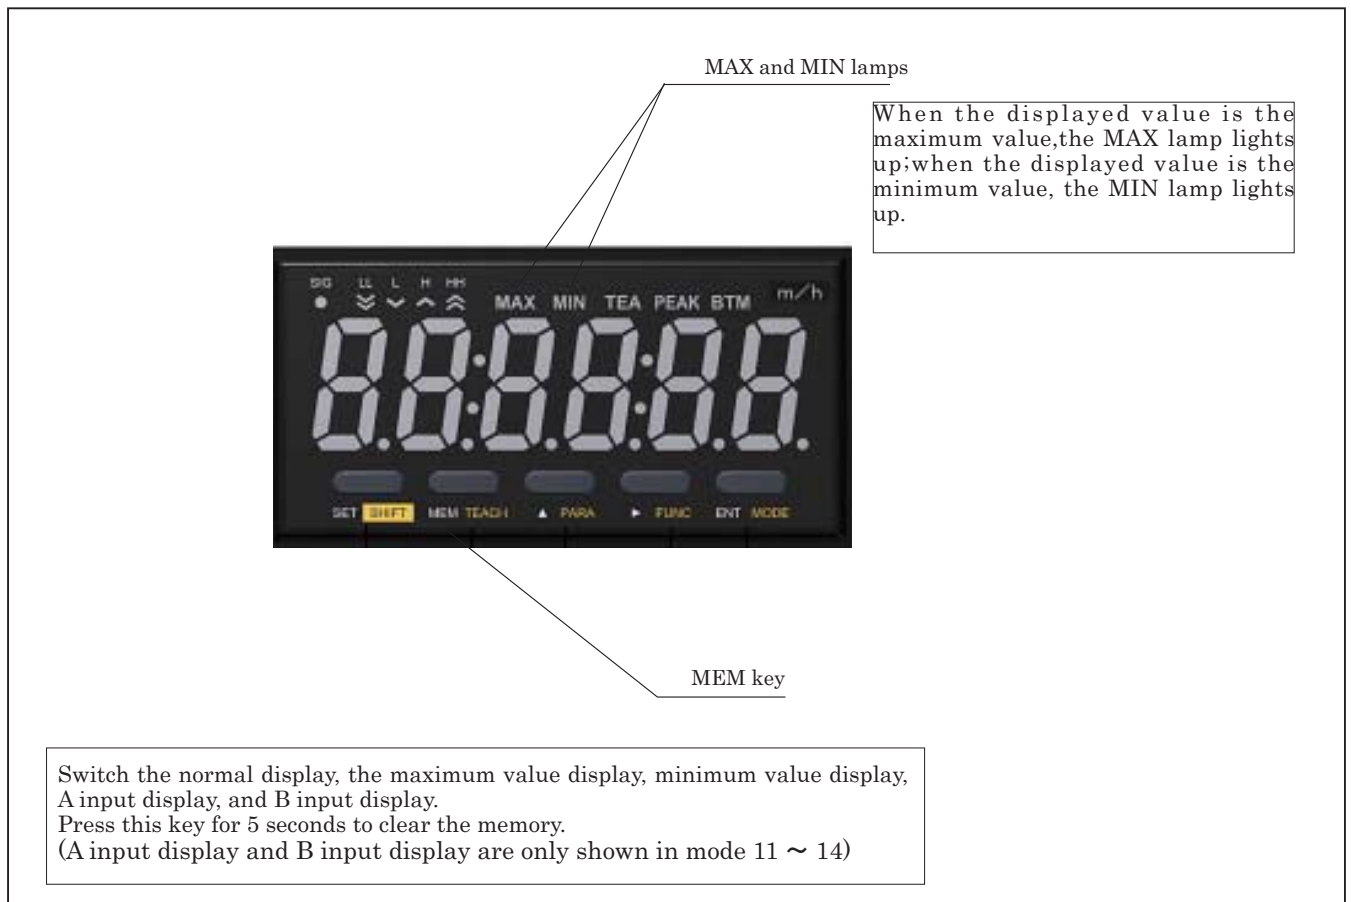 MAX and MIN lamps
When the displayed value is the
maximum value,the MAX lamp lights
up;when the displayed value is the
minimum value, the MIN lamp lights
up.
SIG LL L H HH
MAX MIN TEA PEAK BTM m/h
88:88:88
SET SHIFT MEM TEACH ▲ PARA ► FUNC ENT MODE
MEM key
Switch the normal display, the maximum value display, minimum value display,
A input display, and B input display.
Press this key for 5 seconds to clear the memory.
(A input display and B input display are only shown in mode 11 ~ 14)